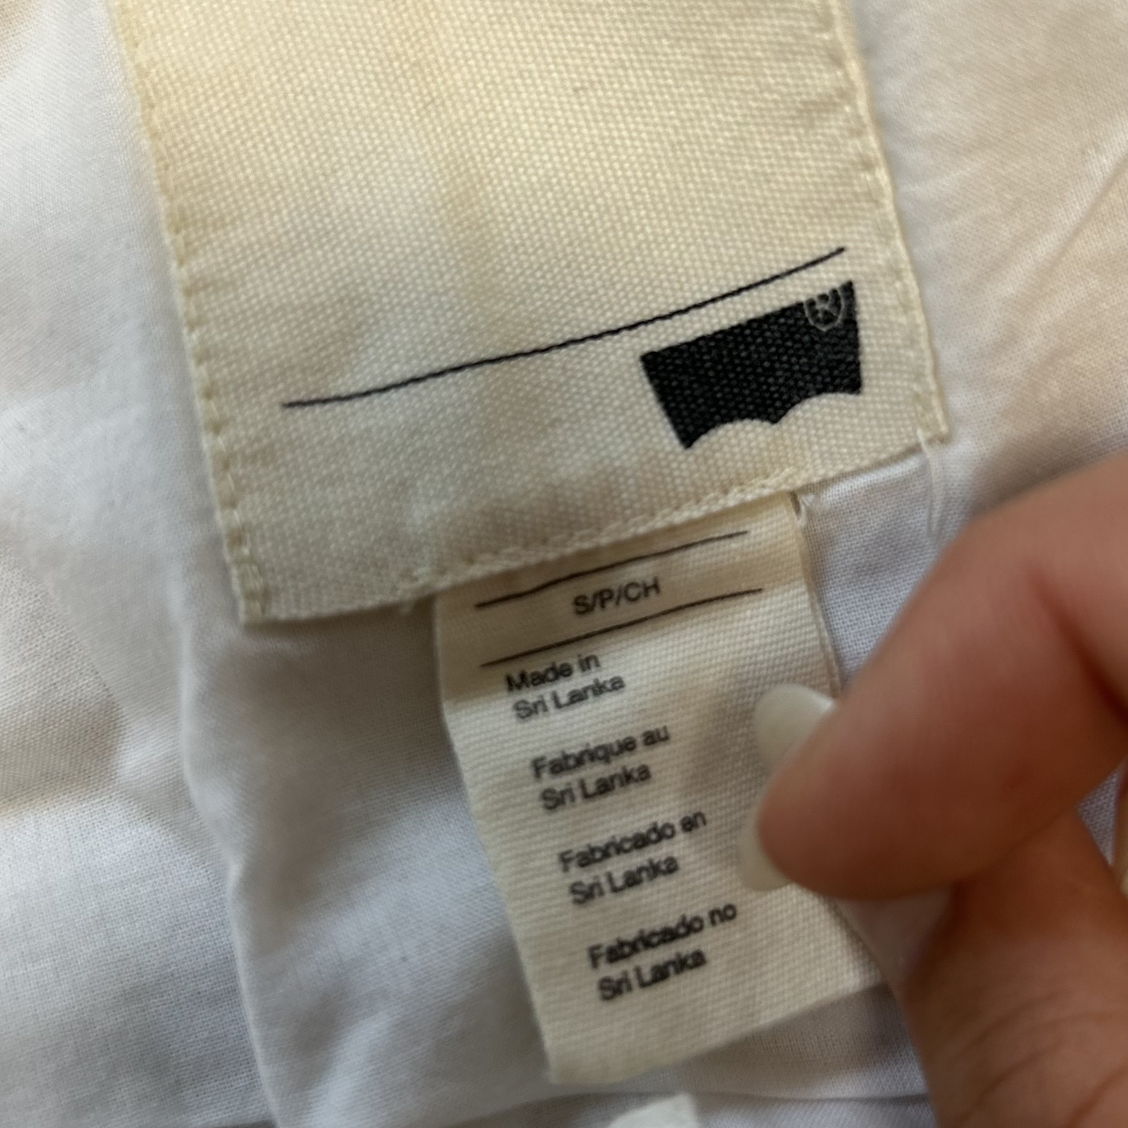 ®
S/P/CH
Made in
Sri Lanka
Fabrique au
Sri Lanka
Fabricado en
Sri Lanka
Fabricado no
Sri Lanka